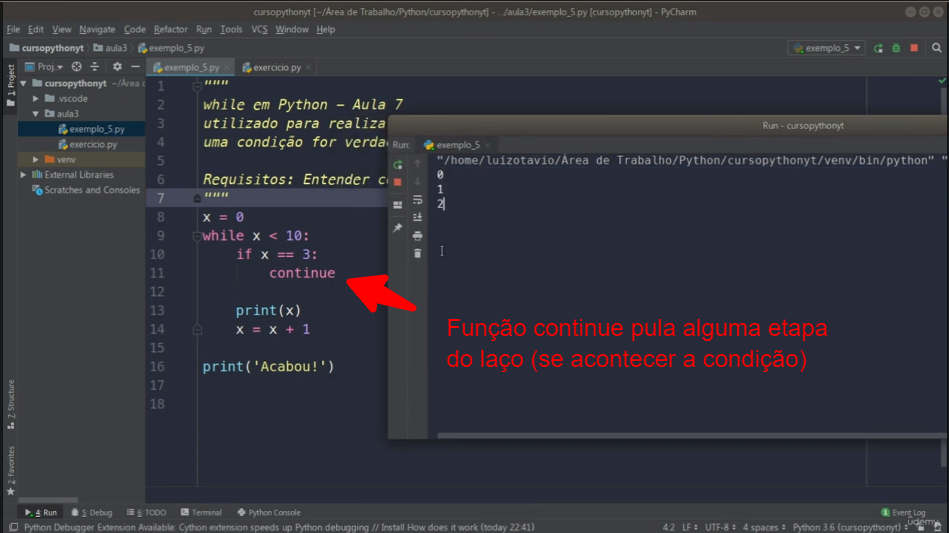 cursopythonyt [~/Área de Trabalho/Python/cursopythonyt] - .../aula3/exemplo_5.py [cursopythonyt] - PyCharm
File Edit View Navigate Code Refactor Run Tools VCS Window Help
cursopythonyt aula3 exemplo_5.py
exemplo_5
Proj...
exemplo_5.py
exercicio.py
1: Project
cursopythonyt ~/Área d
.vscode
aula3
exemplo_5.py
exercicio.py
venv
External Libraries
Scratches and Consoles
1 """
2 while em Python - Aula 7
3 utilizado para realiza
4 uma condição for verdad
5
6 Requisitos: Entender co
7 """
8 x = 0
9 while x < 10:
10 if x == 3:
11 continue
12
13 print(x)
14 x = x + 1
15
16 print('Acabou!')
17
18
Run - cursopythonyt
Run: exemplo_5
"/home/luizotavio/Área de Trabalho/Python/cursopythonyt/venv/bin/python" "
0
1
2
Função continue pula alguma etapa
do laço (se acontecer a condição)
7: Structure
2: Favorites
4: Run 5: Debug 6: TODO Terminal Python Console
1 Event Log
Python Debugger Extension Available: Cython extension speeds up Python debugging // Install How does it work (today 22:41)
4:2 LF UTF-8 4 spaces Python 3.6 (cursopythonyt)
udemy